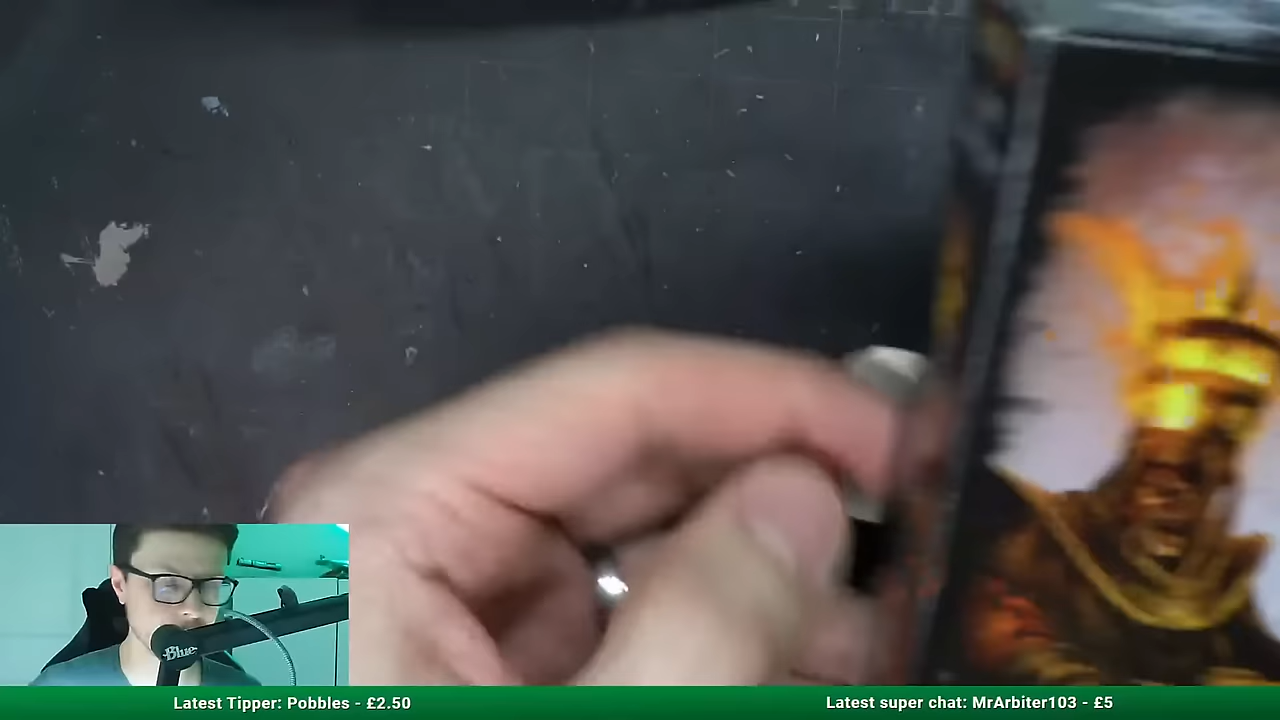 Blue
Latest Tipper: Pobbles - £2.50
Latest super chat: MrArbiter103 - £5